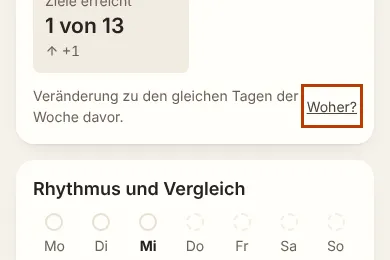 Ziele erreicht
1 von 13
↑ +1
Veränderung zu den gleichen Tagen der
Woche davor.
Woher?
Rhythmus und Vergleich
Mo Di Mi Do Fr Sa So